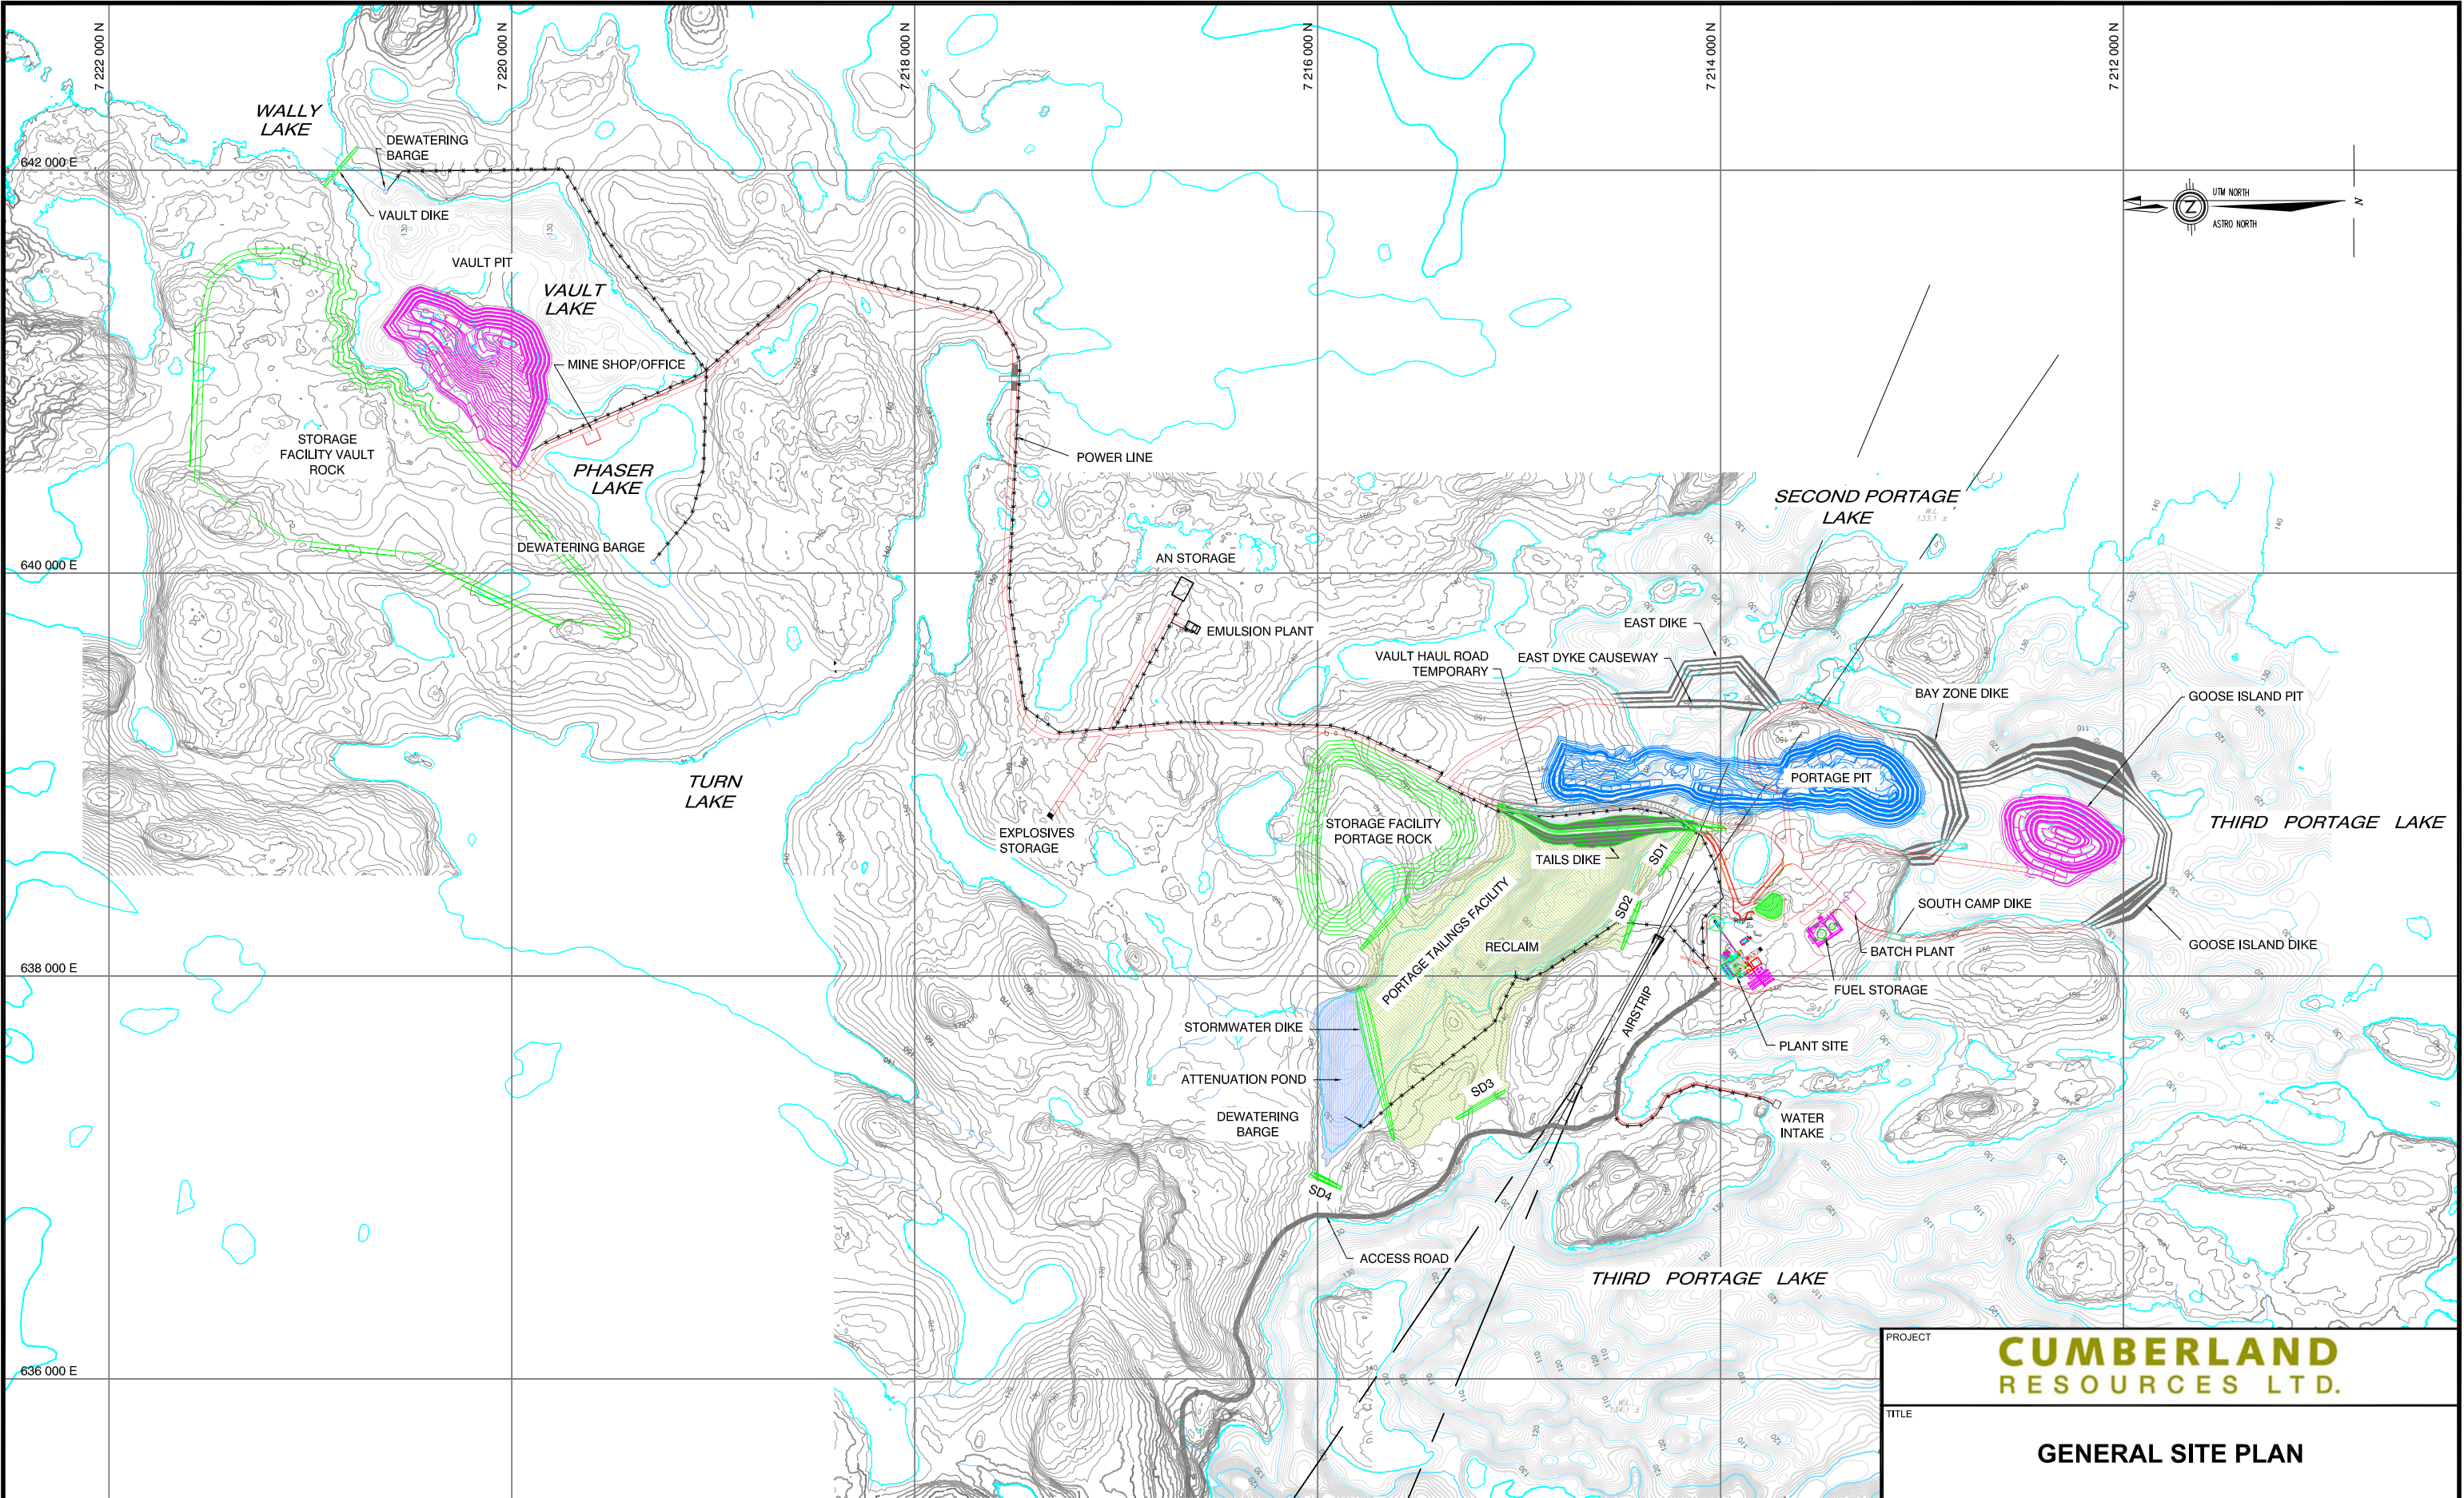 7 222 000 N
7 220 000 N
7 218 000 N
7 216 000 N
7 214 000 N
7 212 000 N
642 000 E
640 000 E
638 000 E
636 000 E
WALLY
LAKE
DEWATERING
BARGE
VAULT DIKE
VAULT PIT
VAULT
LAKE
MINE SHOP/OFFICE
STORAGE
FACILITY VAULT
ROCK
PHASER
LAKE
DEWATERING BARGE
POWER LINE
UTM NORTH
Z
N
ASTRO NORTH
SECOND PORTAGE
LAKE
W.L.
133.1 ±
AN STORAGE
EMULSION PLANT
EAST DIKE
VAULT HAUL ROAD
TEMPORARY
EAST DYKE CAUSEWAY
BAY ZONE DIKE
GOOSE ISLAND PIT
PORTAGE PIT
TURN
LAKE
EXPLOSIVES
STORAGE
STORAGE FACILITY
PORTAGE ROCK
TAILS DIKE
SD1
THIRD PORTAGE LAKE
SD2
PORTAGE TAILINGS FACILITY
RECLAIM
SOUTH CAMP DIKE
GOOSE ISLAND DIKE
BATCH PLANT
FUEL STORAGE
AIRSTRIP
STORMWATER DIKE
PLANT SITE
ATTENUATION POND
SD3
DEWATERING
BARGE
WATER
INTAKE
SD4
ACCESS ROAD
THIRD PORTAGE LAKE
PROJECT
CUMBERLAND
RESOURCES LTD.
TITLE
GENERAL SITE PLAN